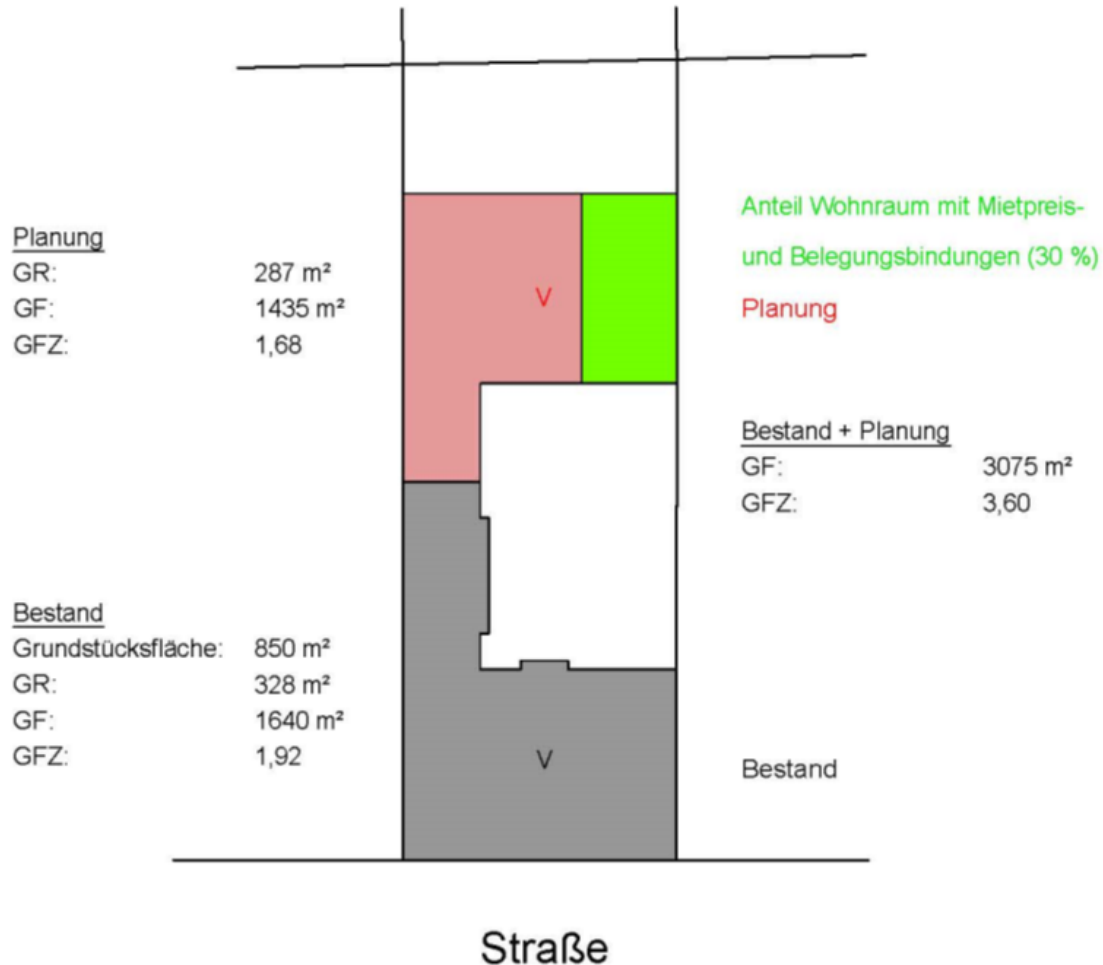 Planung
GR: 287 m²
GF: 1435 m²
GFZ: 1,68
Bestand
Grundstücksfläche: 850 m²
GR: 328 m²
GF: 1640 m²
GFZ: 1,92
V
V
Anteil Wohnraum mit Mietpreis-
und Belegungsbindungen (30 %)
Planung
Bestand + Planung
GF: 3075 m²
GFZ: 3,60
Bestand
Straße